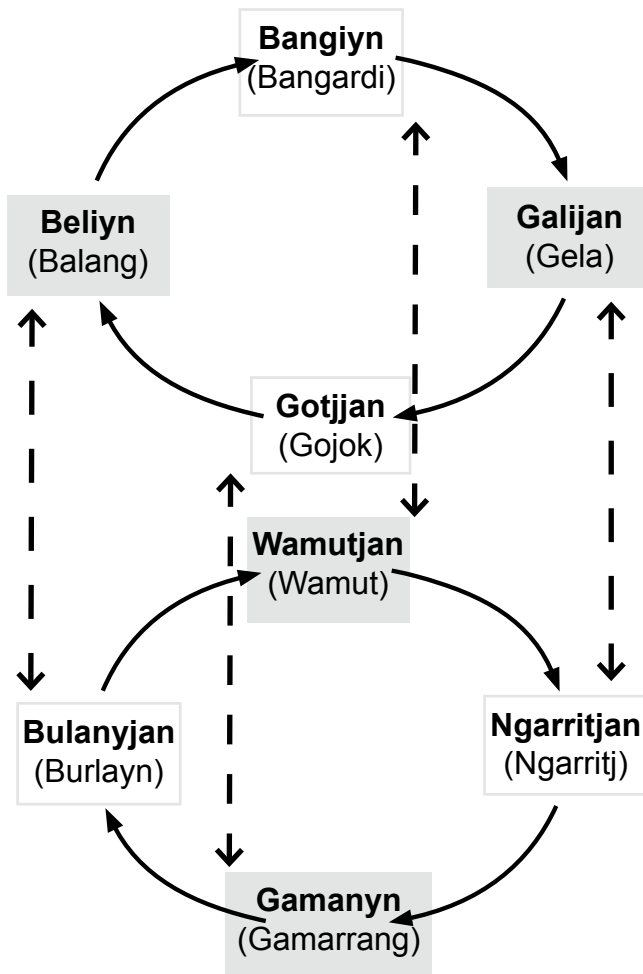 Bangiyn
(Bangardi)
Beliyn
(Balang)
Galijan
(Gela)
Gotjjan
(Gojok)
Wamutjan
(Wamut)
Bulanyjan
(Burlayn)
Ngarritjan
(Ngarritj)
Gamanyn
(Gamarrang)